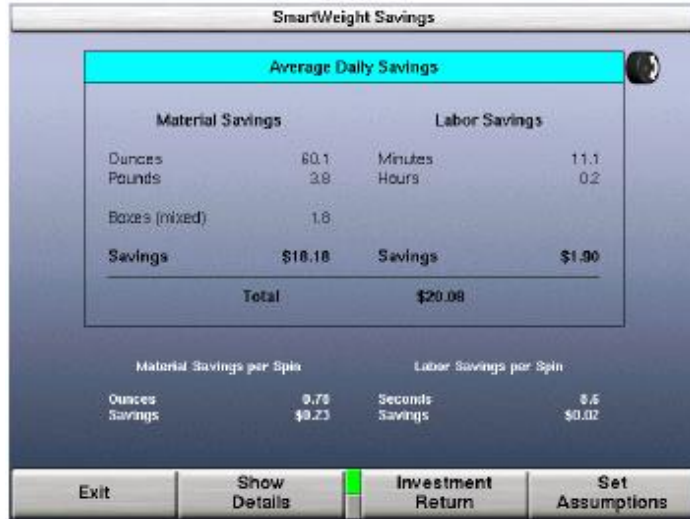 SmartWeight Savings
Average Daily Savings
Material Savings Labor Savings
Ounces 60.1 Minutes 11.1
Pounds 3.8 Hours 0.2
Boxes (mixed) 1.8
Savings $18.18 Savings $1.90
Total $20.08
Material Savings per Spin Labor Savings per Spin
Ounces 0.78 Seconds 8.6
Savings $0.23 Savings $0.02
Exit
Show Details
Investment Return
Set Assumptions